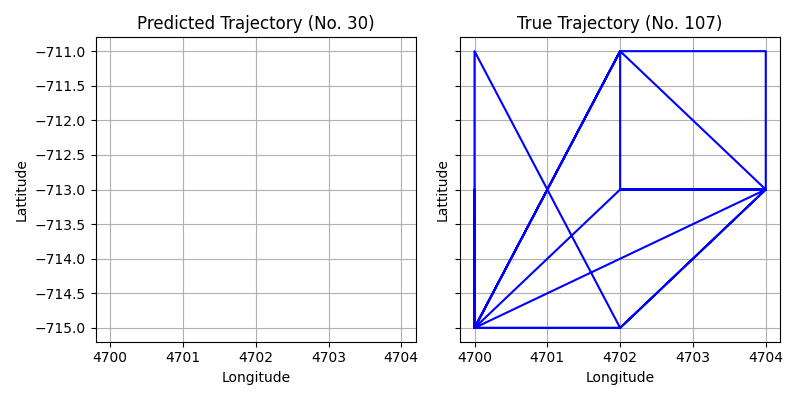 Predicted Trajectory (No. 30)
True Trajectory (No. 107)
−711.0
−711.5
−712.0
−712.5
−713.0
−713.5
−714.0
−714.5
−715.0
Lattitude
Lattitude
4700 4701 4702 4703 4704
4700 4701 4702 4703 4704
Longitude
Longitude